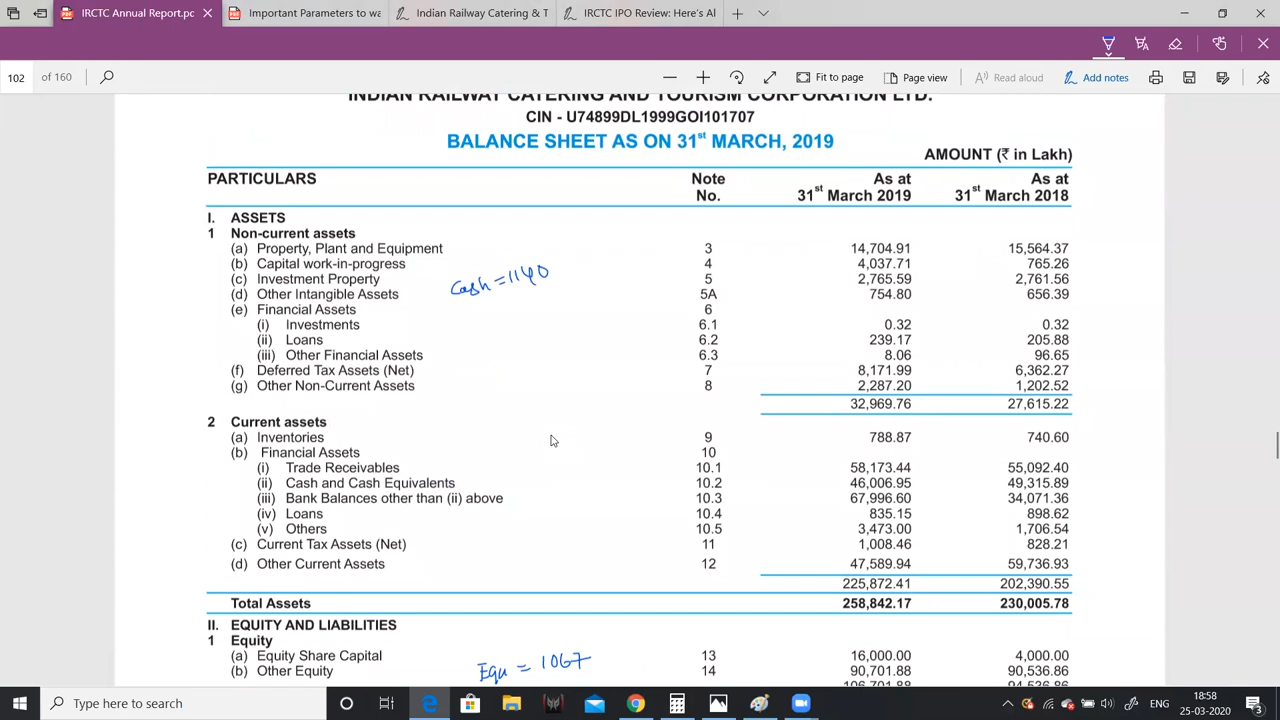 IRCTC Annual Report.pd
Important Parameters to wa
Indian Railway Catering & T
IRCTC IPO Review: Here's Al
102 of 160
Fit to page
Page view
Read aloud
Add notes
INDIAN RAILWAY CATERING AND TOURISM CORPORATION LTD.
CIN - U74899DL1999GOI101707
BALANCE SHEET AS ON 31st MARCH, 2019
AMOUNT (₹ in Lakh)
PARTICULARS Note No. As at 31st March 2019 As at 31st March 2018
I. ASSETS
1 Non-current assets
(a) Property, Plant and Equipment 3 14,704.91 15,564.37
(b) Capital work-in-progress 4 4,037.71 765.26
(c) Investment Property 5 2,765.59 2,761.56
Cash = 1140
(d) Other Intangible Assets 5A 754.80 656.39
(e) Financial Assets 6
(i) Investments 6.1 0.32 0.32
(ii) Loans 6.2 239.17 205.88
(iii) Other Financial Assets 6.3 8.06 96.65
(f) Deferred Tax Assets (Net) 7 8,171.99 6,362.27
(g) Other Non-Current Assets 8 2,287.20 1,202.52
32,969.76 27,615.22
2 Current assets
(a) Inventories 9 788.87 740.60
(b) Financial Assets 10
(i) Trade Receivables 10.1 58,173.44 55,092.40
(ii) Cash and Cash Equivalents 10.2 46,006.95 49,315.89
(iii) Bank Balances other than (ii) above 10.3 67,996.60 34,071.36
(iv) Loans 10.4 835.15 898.62
(v) Others 10.5 3,473.00 1,706.54
(c) Current Tax Assets (Net) 11 1,008.46 828.21
(d) Other Current Assets 12 47,589.94 59,736.93
225,872.41 202,390.55
Total Assets 258,842.17 230,005.78
II. EQUITY AND LIABILITIES
1 Equity
(a) Equity Share Capital 13 16,000.00 4,000.00
(b) Other Equity 14 90,701.88 90,536.86
Equ = 1067
106,701.88 94,536.86
Type here to search
ENG
18:58
25-03-2020
3